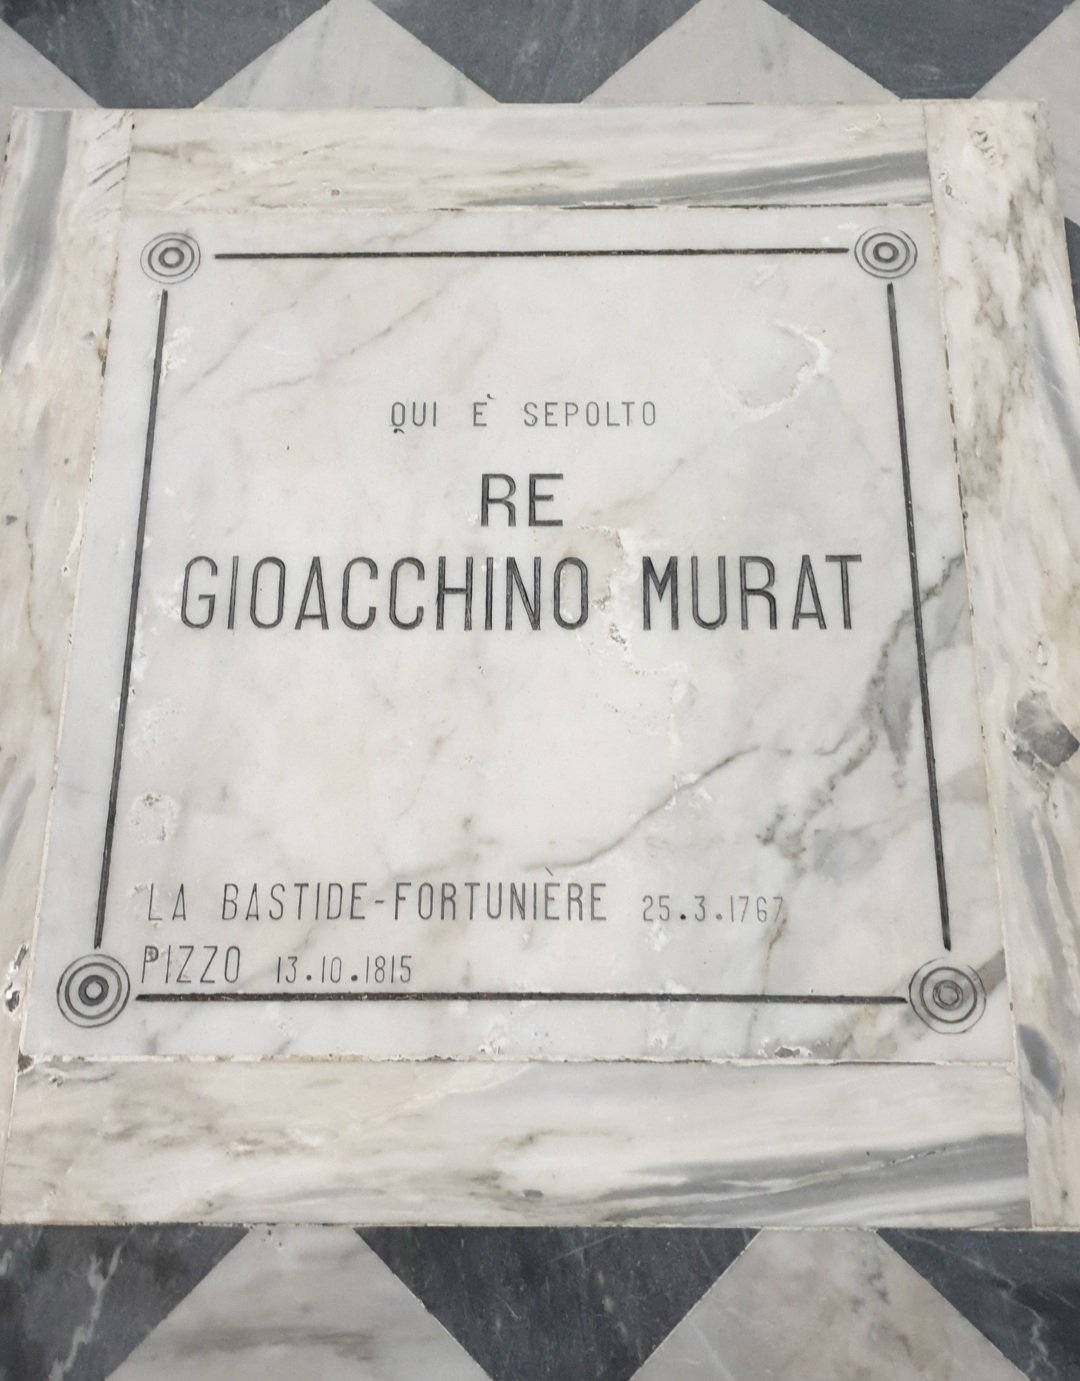 QUI E` SEPOLTO
RE
GIOACCHINO MURAT
LA BASTIDE-FORTUNIÈRE 25.3.1767
PIZZO 13.10.1815